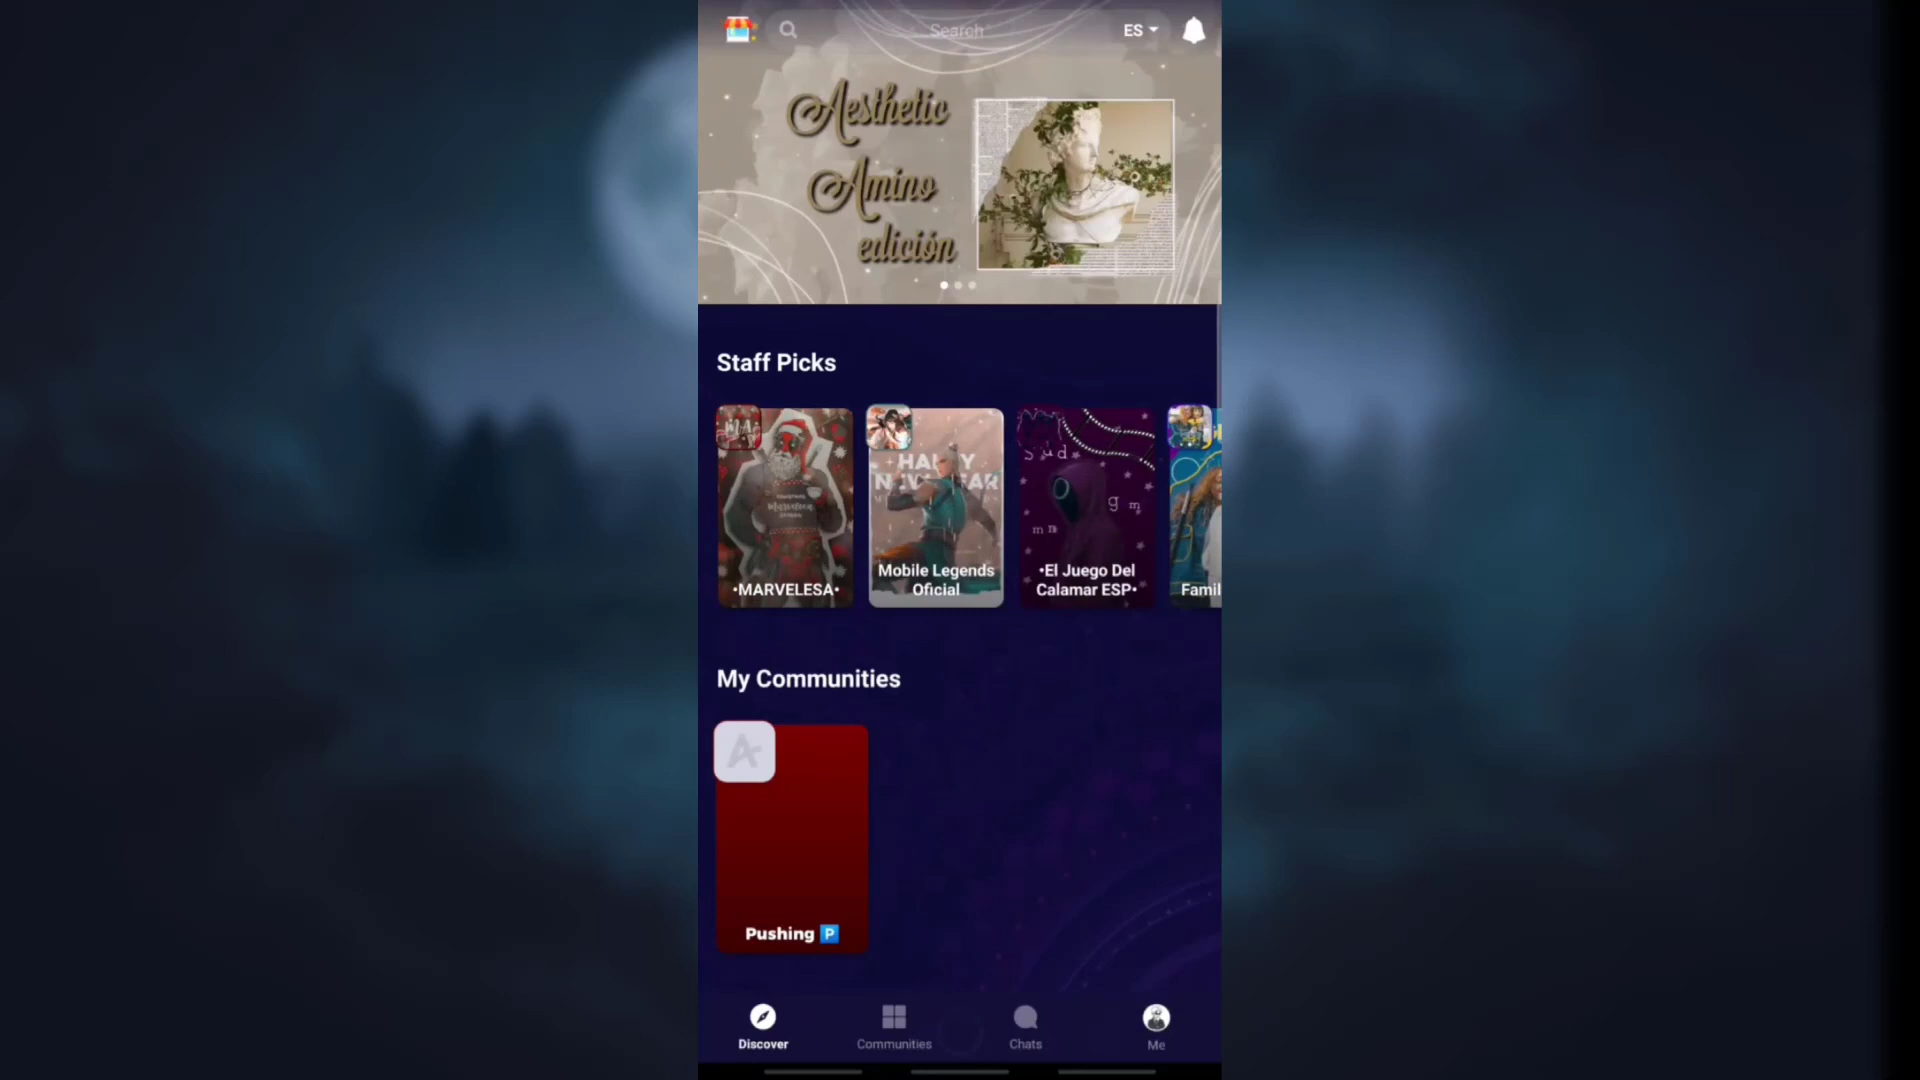 Search
ES
Aesthetic
Amino
edición
Staff Picks
•MARVELESA•
Mobile Legends
Oficial
•El Juego Del
Calamar ESP•
Famil
My Communities
Pushing 🅿️
Discover
Communities
Chats
Me